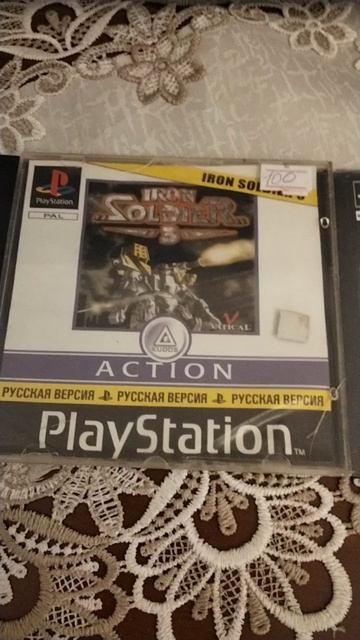 PlayStation
PAL
IRON SOLDIER 3
100
IRON
SOLDIER
3
VATICAL
KUDOS
ACTION
РУССКАЯ ВЕРСИЯ РУССКАЯ ВЕРСИЯ РУССКАЯ ВЕРСИЯ
PlayStation TM